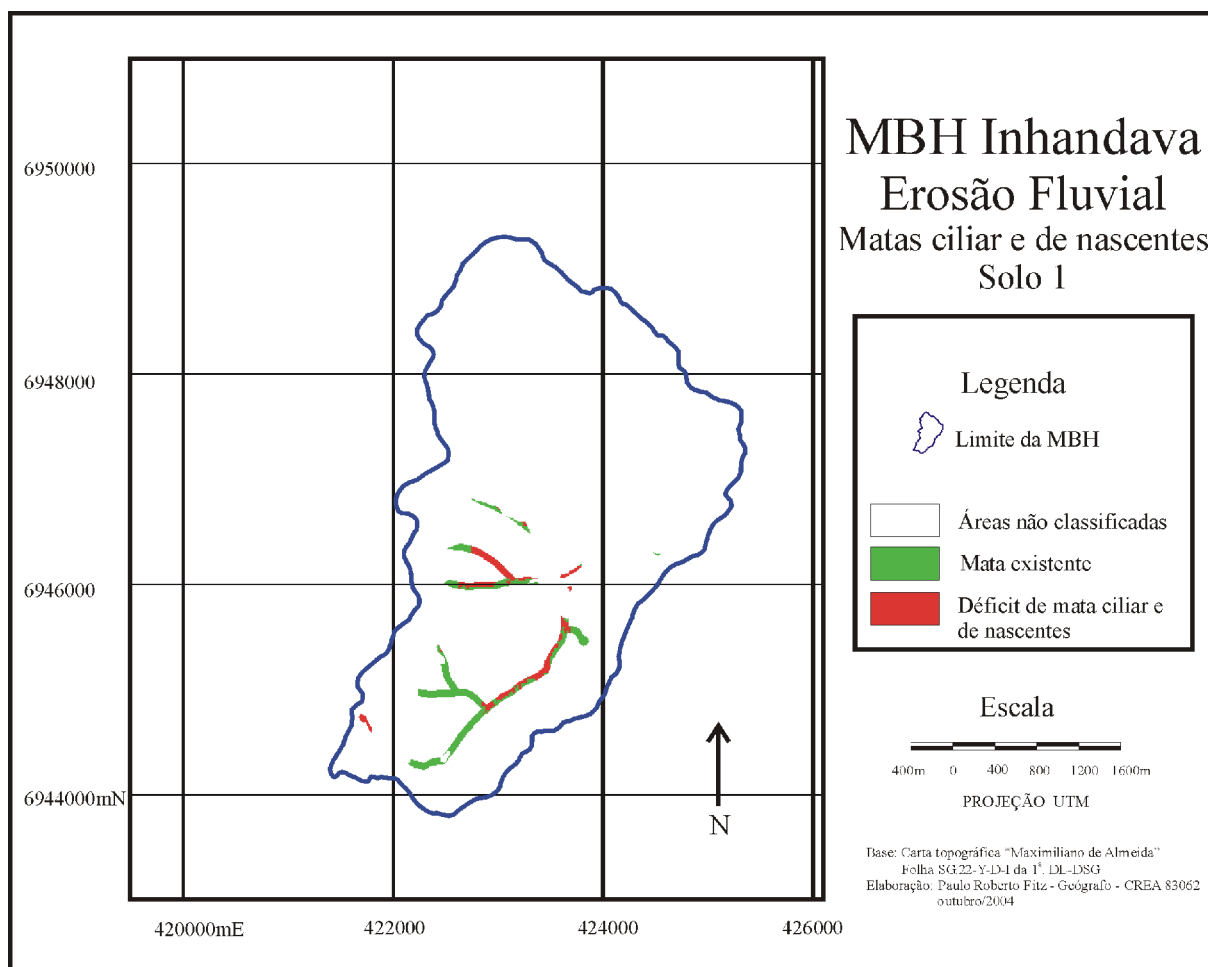 MBH Inhandava
Erosão Fluvial
Matas ciliar e de nascentes
Solo 1
6950000
6948000
6946000
6944000mN
420000mE
422000
424000
426000
N
Legenda
Limite da MBH
Áreas não classificadas
Mata existente
Déficit de mata ciliar e
de nascentes
Escala
400m 0 400 800 1200 1600m
PROJEÇÃO UTM
Base: Carta topográfica "Maximiliano de Almeida"
Folha SG.22-Y-D-I da 1ª. DL-DSG
Elaboração: Paulo Roberto Fitz - Geógrafo - CREA 83062
outubro/2004